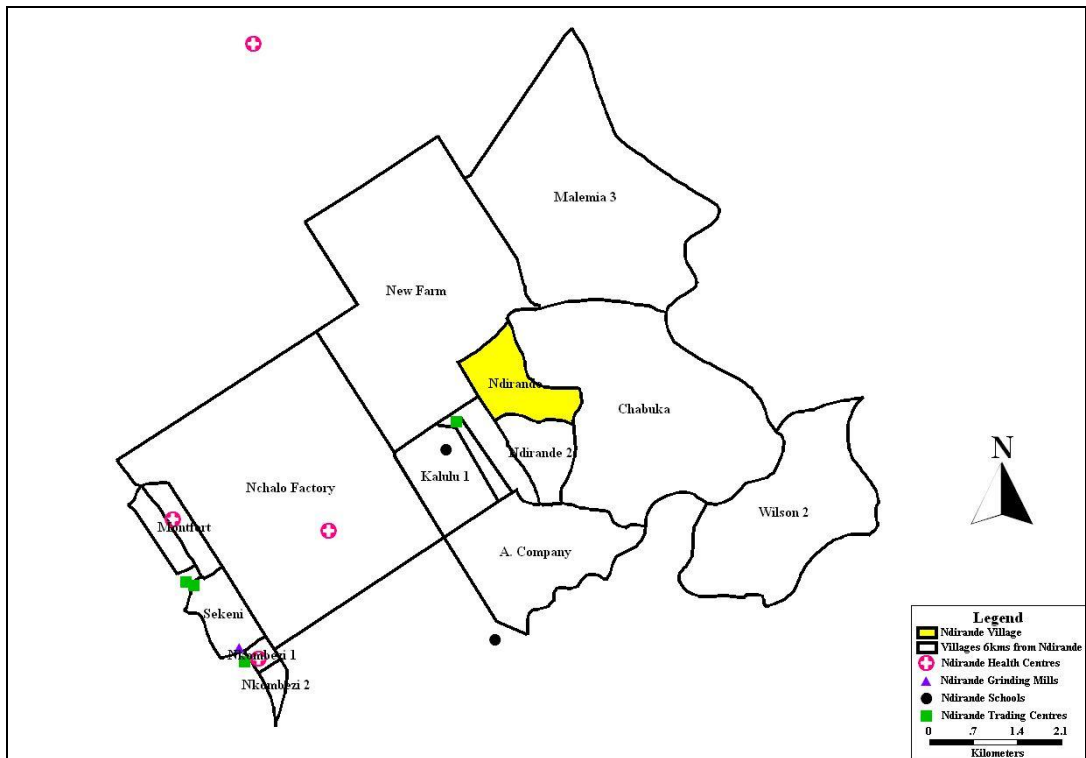 Malemia 3
New Farm
Ndirande
Chabuka
Ndirande 2
Kalulu 1
Nchalo Factory
Wilson 2
Montfort
A. Company
Sekeni
Nkombezi 1
Nkombezi 2
N
Legend
Ndirande Village
Villages 6kms from Ndirande
Ndirande Health Centres
Ndirande Grinding Mills
Ndirande Schools
Ndirande Trading Centres
0 .7 1.4 2.1
Kilometers